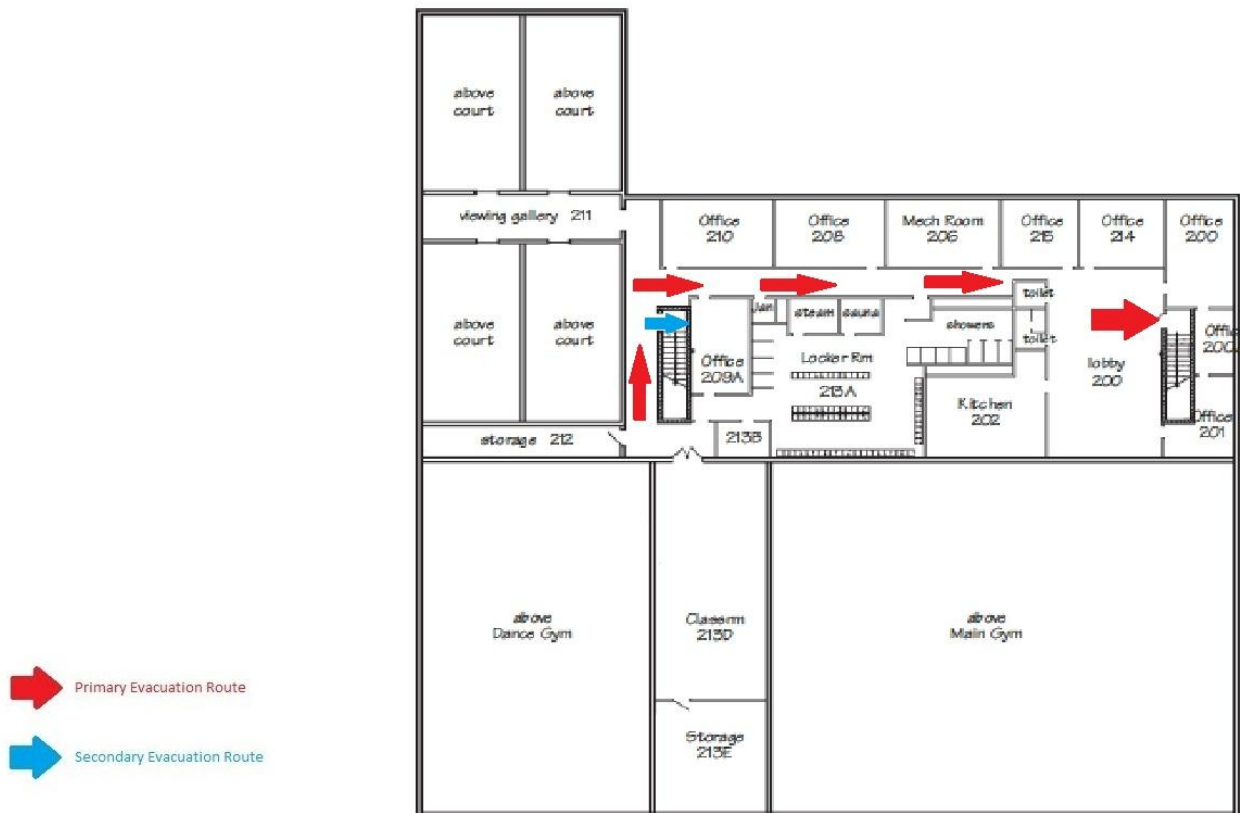 above
court
above
court
viewing gallery 211
Office
210
Office
208
Mech Room
206
Office
215
Office
214
Office
200
toilet
Jan
steam
sauna
showers
toilet
above
court
above
court
Office
209A
Locker Rm
213A
lobby
200
Office
200
Kitchen
202
Office
201
storage 212
213B
above
Dance Gym
Classrm
213D
above
Main Gym
Storage
213E
Primary Evacuation Route
Secondary Evacuation Route